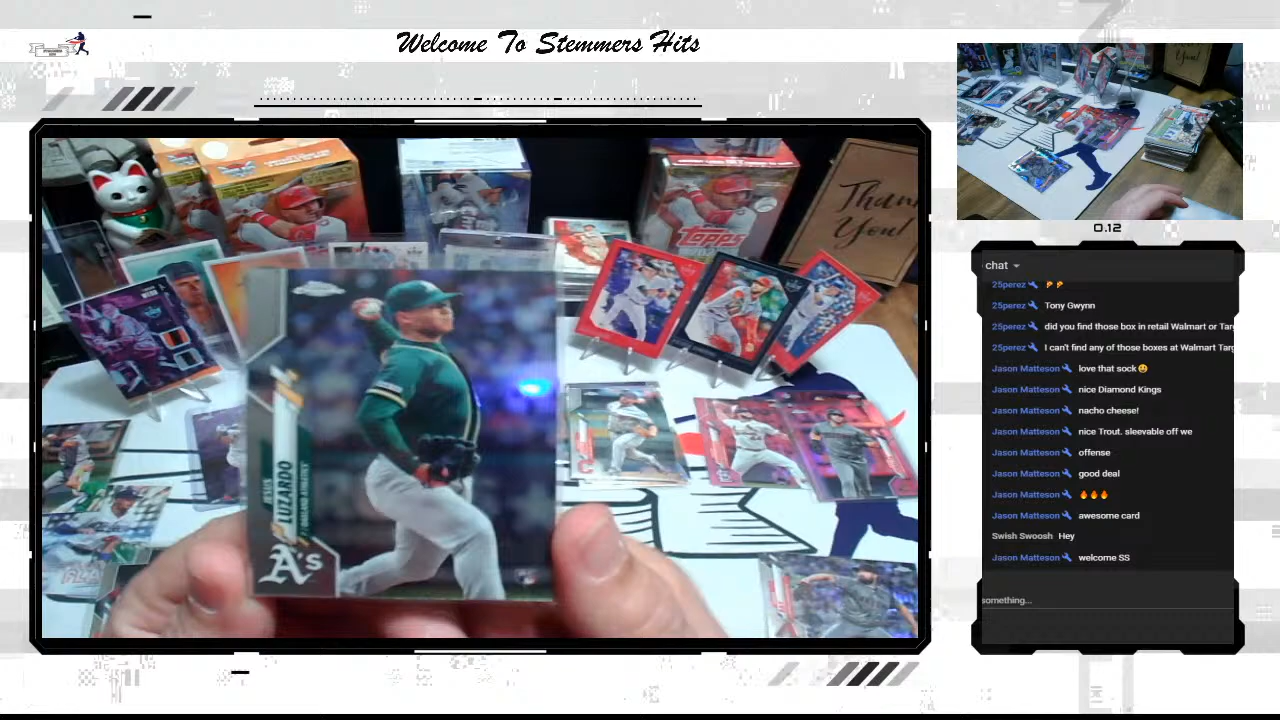 Welcome To Stemmers Hits
Thank
You!
TOPPS
JESUS
LUZARDO
OAKLAND ATHLETICS
A's
You!
0.12
chat
25perez
25perez Tony Gwynn
25perez did you find those box in retail Walmart or Tar
25perez I can't find any of those boxes at Walmart Targ
Jason Matteson love that sock
Jason Matteson nice Diamond Kings
Jason Matteson nacho cheese!
Jason Matteson nice Trout. sleevable off we
Jason Matteson offense
Jason Matteson good deal
Jason Matteson
Jason Matteson awesome card
Swish Swoosh Hey
Jason Matteson welcome SS
something...